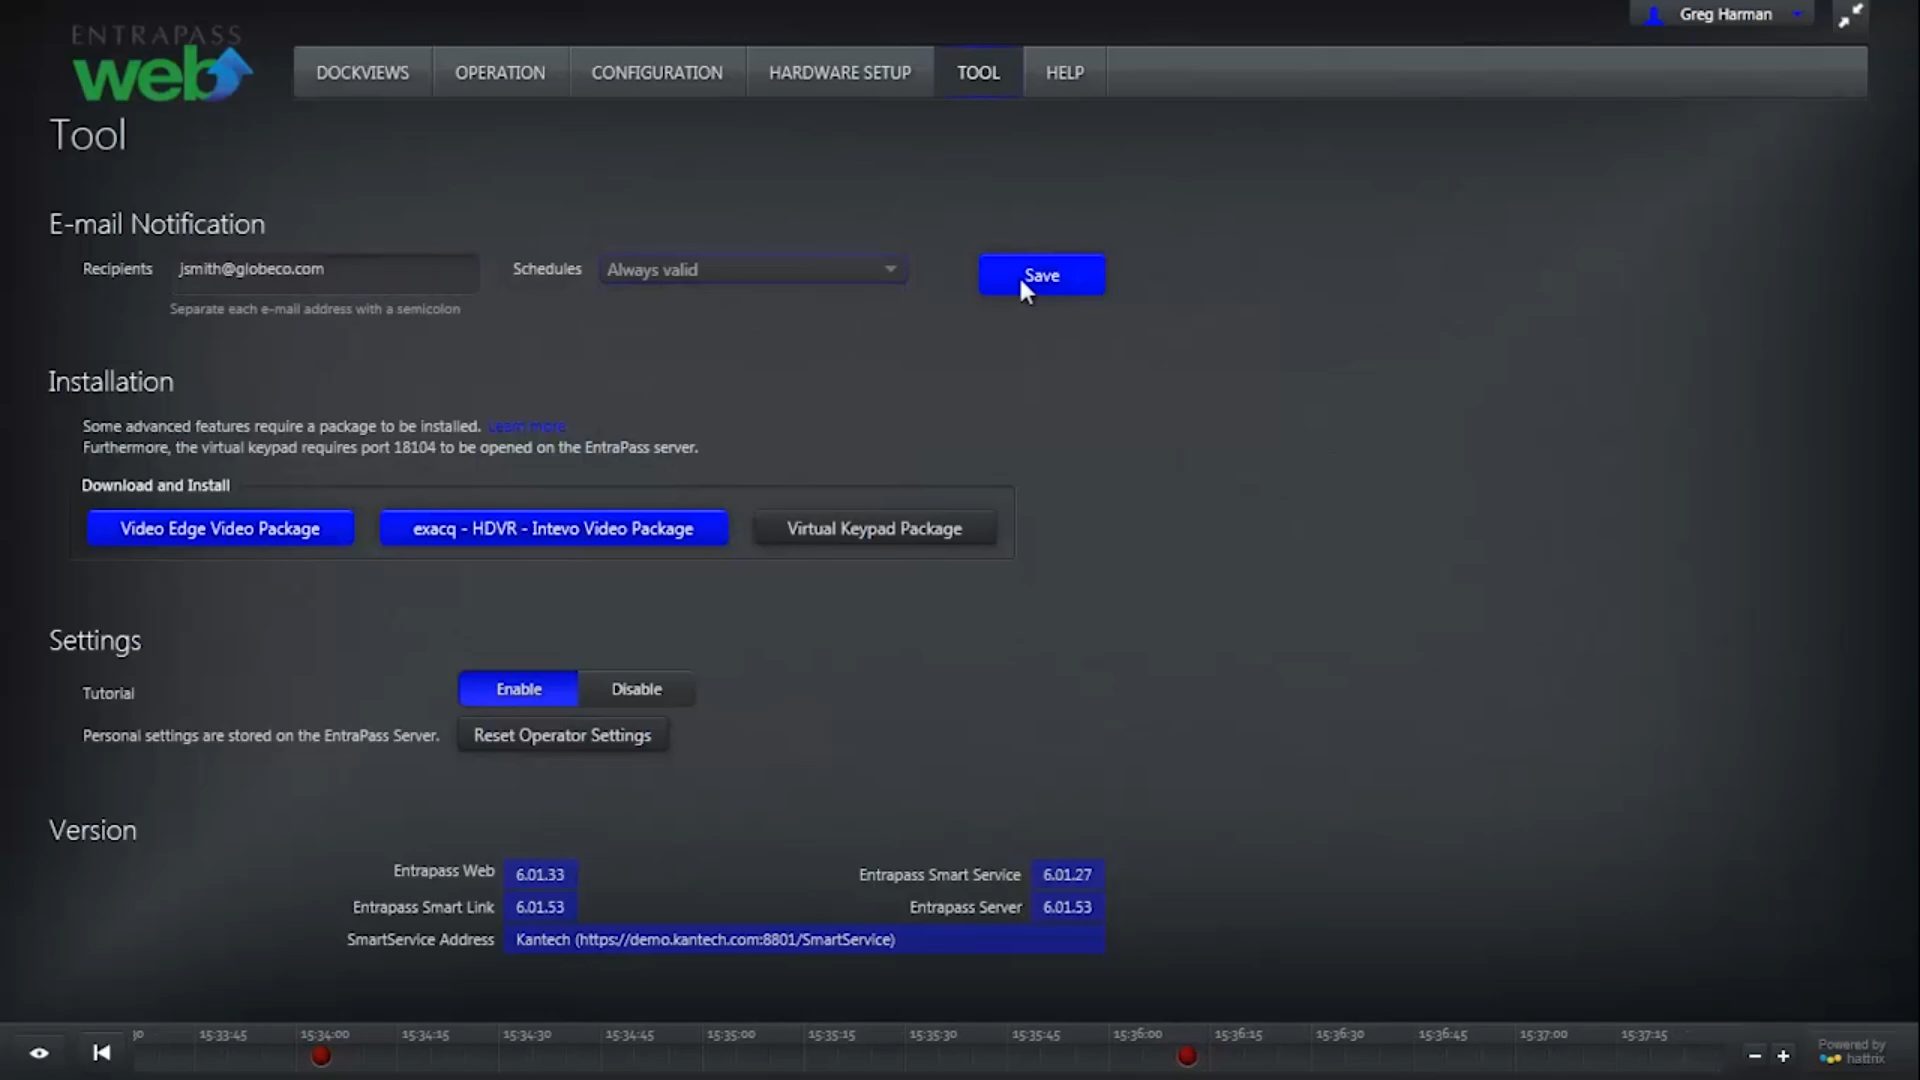 Greg Harman
ENTRAPASS
web
DOCKVIEWS
OPERATION
CONFIGURATION
HARDWARE SETUP
TOOL
HELP
Tool
E-mail Notification
Recipients
jsmith@globeco.com
Schedules
Always valid
Save
Separate each e-mail address with a semicolon
Installation
Some advanced features require a package to be installed. Learn more
Furthermore, the virtual keypad requires port 18104 to be opened on the EntraPass server.
Download and Install
Video Edge Video Package
exacq - HDVR - Intevo Video Package
Virtual Keypad Package
Settings
Tutorial
Enable
Disable
Personal settings are stored on the EntraPass Server.
Reset Operator Settings
Version
Entrapass Web
6.01.33
Entrapass Smart Service
6.01.27
Entrapass Smart Link
6.01.53
Entrapass Server
6.01.53
SmartService Address
Kantech (https://demo.kantech.com:8801/SmartService)
15:33:45
15:34:00
15:34:15
15:34:30
15:34:45
15:35:00
15:35:15
15:35:30
15:35:45
15:36:00
15:36:15
15:36:30
15:36:45
15:37:00
15:37:15
Powered by
hattrix